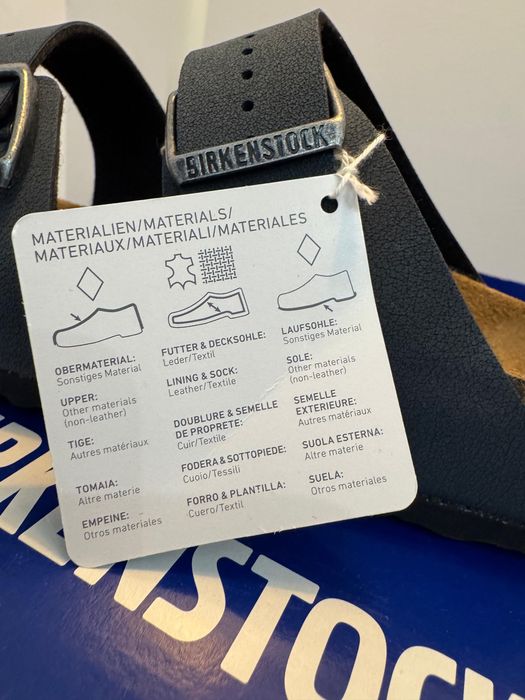 BIRKENSTOCK
MATERIALIEN/MATERIALS/
MATERIAUX/MATERIALI/MATERIALES
OBERMATERIAL:
Sonstiges Material
UPPER:
Other materials
(non-leather)
TIGE:
Autres matériaux
TOMAIA:
Altre materie
EMPEINE:
Otros materiales
FUTTER & DECKSOHLE:
Leder/Textil
LINING & SOCK:
Leather/Textile
DOUBLURE & SEMELLE
DE PROPRETE:
Cuir/Textile
FODERA & SOTTOPIEDE:
Cuoio/Tessili
FORRO & PLANTILLA:
Cuero/Textil
LAUFSOHLE:
Sonstiges Material
SOLE:
Other materials
(non-leather)
SEMELLE
EXTERIEURE:
Autres matériaux
SUOLA ESTERNA:
Altre materie
SUELA:
Otros materiales
RKENSTOCK